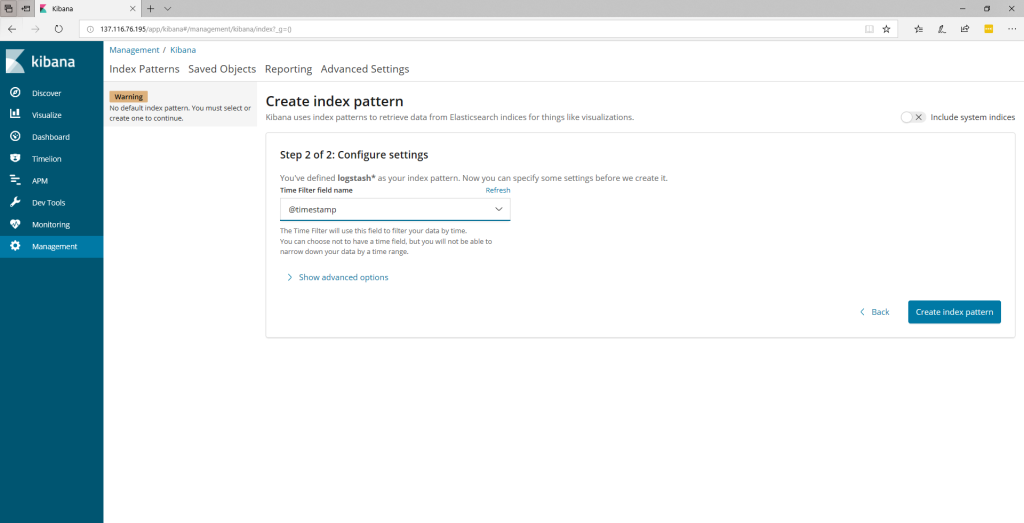 Kibana
137.116.76.195/app/kibana#/management/kibana/index?_g=()
kibana
Discover
Visualize
Dashboard
Timelion
APM
Dev Tools
Monitoring
Management
Management / Kibana
Index Patterns Saved Objects Reporting Advanced Settings
Warning
No default index pattern. You must select or
create one to continue.
Create index pattern
Kibana uses index patterns to retrieve data from Elasticsearch indices for things like visualizations.
Include system indices
Step 2 of 2: Configure settings
You've defined logstash* as your index pattern. Now you can specify some settings before we create it.
Time Filter field name Refresh
@timestamp
The Time Filter will use this field to filter your data by time.
You can choose not to have a time field, but you will not be able to
narrow down your data by a time range.
Show advanced options
Back
Create index pattern